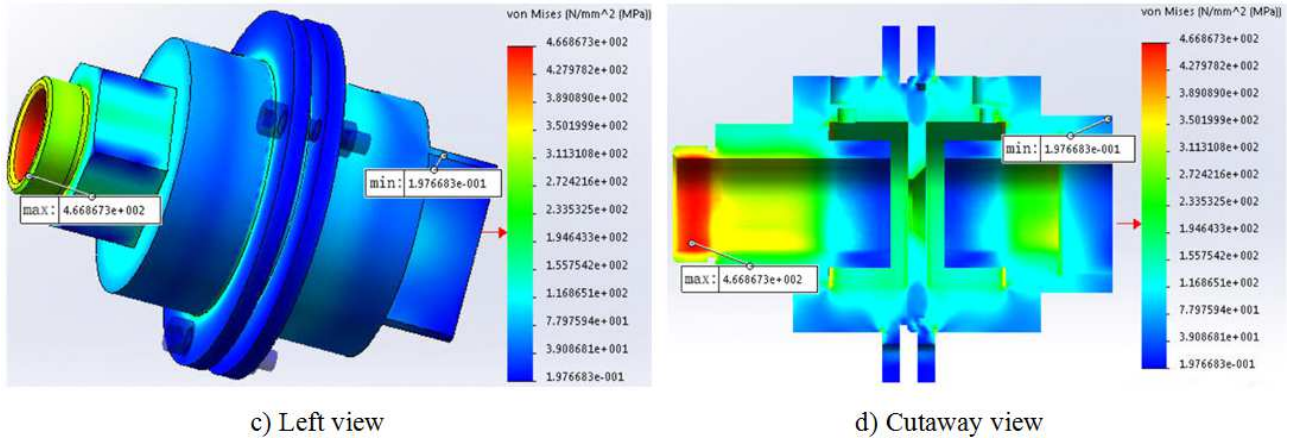 von Mises (N/mm^2 (MPa))
4.668673e+002
4.279782e+002
3.890890e+002
3.501999e+002
3.113108e+002
2.724216e+002
2.335325e+002
1.946433e+002
1.557542e+002
1.168651e+002
7.797594e+001
3.908681e+001
1.976683e-001
min: 1.976683e-001
max: 4.668673e+002
c) Left view
von Mises (N/mm^2 (MPa))
4.668673e+002
4.279782e+002
3.890890e+002
3.501999e+002
3.113108e+002
2.724216e+002
2.335325e+002
1.946433e+002
1.557542e+002
1.168651e+002
7.797594e+001
3.908681e+001
1.976683e-001
min: 1.976683e-001
max: 4.668673e+002
d) Cutaway view